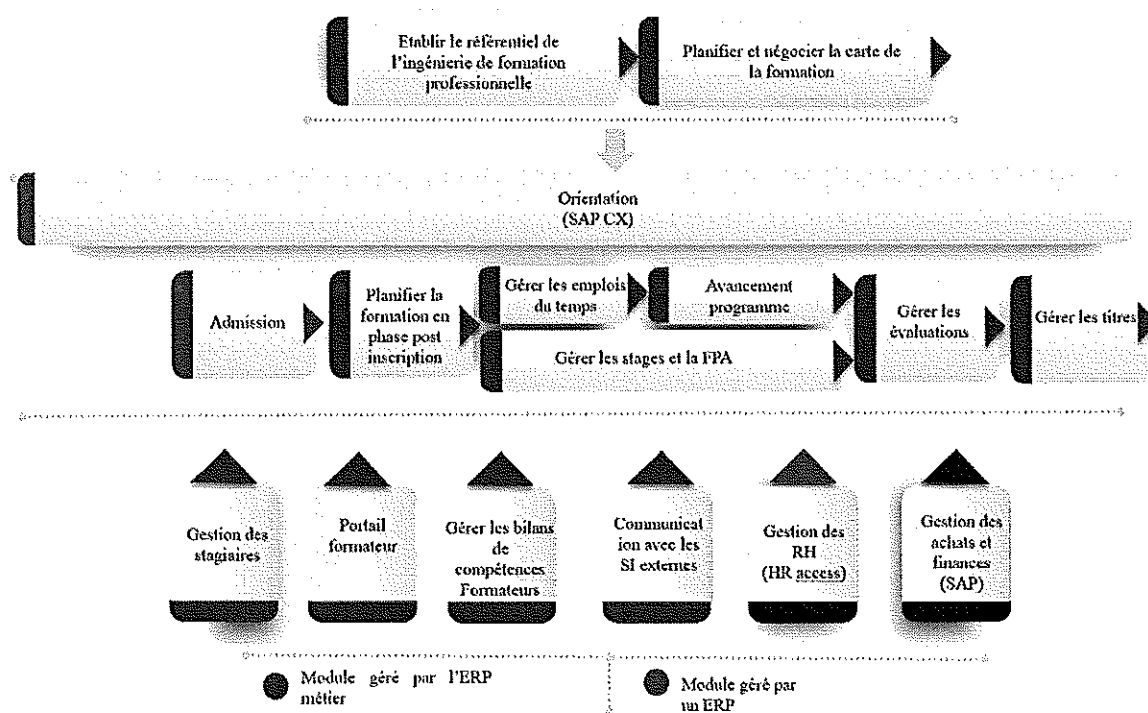 Etablir le référentiel de
l'ingénierie de formation
professionnelle
Planifier et négocier la carte de
la formation
Orientation
(SAP CX)
Admission
Planifier la
formation en
phase post
inscription
Gérer les emplois
du temps
Avancement
programme
Gérer les stages et la FPA
Gérer les
évaluations
Gérer les titres
Gestion des
stagiaires
Portail
formateur
Gérer les bilans
de
compétences
Formateurs
Communicat
ion avec les
SI externes
Gestion des
RH
(HR access)
Gestion des
achats et
finances
(SAP)
Module géré par l'ERP
métier
Module géré par
un ERP